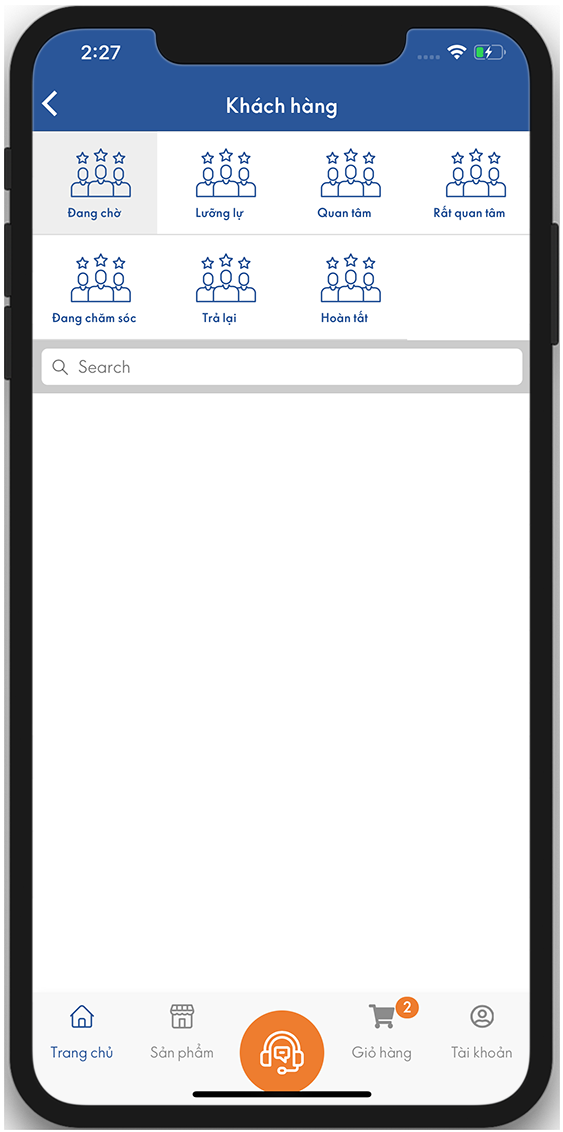 2:27
Khách hàng
Đang chờ
Lưỡng lự
Quan tâm
Rất quan tâm
Đang chăm sóc
Trả lại
Hoàn tất
Search
2
Trang chủ
Sản phẩm
Giỏ hàng
Tài khoản